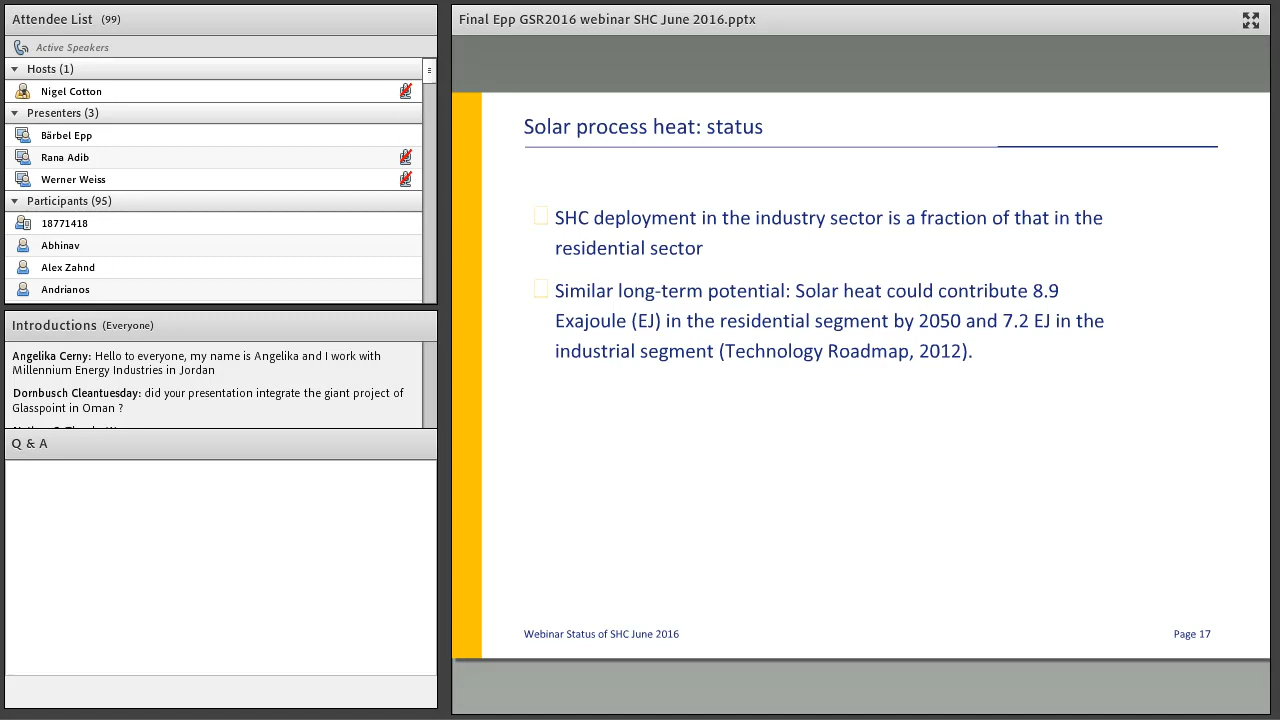 Attendee List (99)
Active Speakers
Hosts (1)
Nigel Cotton
Presenters (3)
Bärbel Epp
Rana Adib
Werner Weiss
Participants (95)
18771418
Abhinav
Alex Zahnd
Andrianos
Introductions (Everyone)
Angelika Cerny: Hello to everyone, my name is Angelika and I work with
Millennium Energy Industries in Jordan
Dornbusch Cleantuesday: did your presentation integrate the giant project of
Glasspoint in Oman ?
Q & A
Final Epp GSR2016 webinar SHC June 2016.pptx
Solar process heat: status
SHC deployment in the industry sector is a fraction of that in the
residential sector
Similar long-term potential: Solar heat could contribute 8.9
Exajoule (EJ) in the residential segment by 2050 and 7.2 EJ in the
industrial segment (Technology Roadmap, 2012).
Webinar Status of SHC June 2016
Page 17